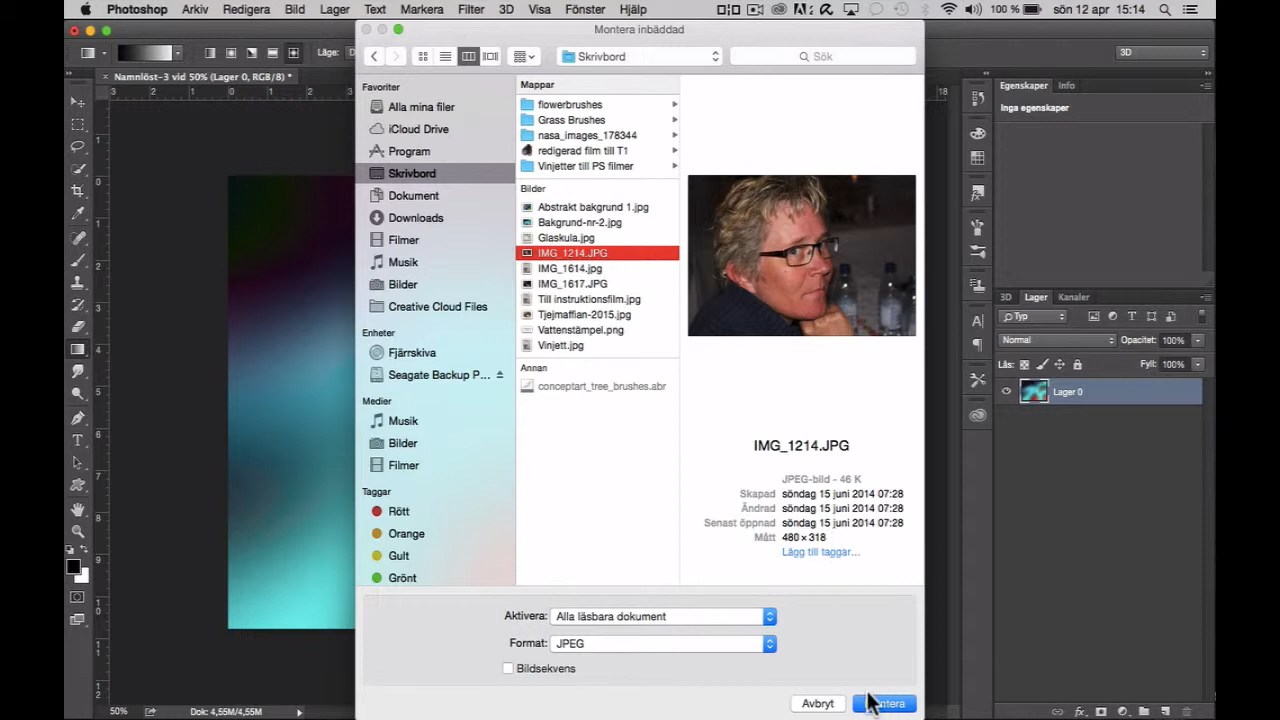 Photoshop Arkiv Redigera Bild Lager Text Markera Filter 3D Visa Fönster Hjälp 100 % sön 12 apr 15:14
Montera inbäddad
Läge:
Skrivbord
Sök
3D
Namnlöst-3 vid 50% (Lager 0, RGB/8) *
Favoriter
Alla mina filer
iCloud Drive
Program
Skrivbord
Dokument
Downloads
Filmer
Musik
Bilder
Creative Cloud Files
Enheter
Fjärrskiva
Seagate Backup P...
Medier
Musik
Bilder
Filmer
Taggar
Rött
Orange
Gult
Grönt
Mappar
flowerbrushes
Grass Brushes
nasa_images_178344
redigerad film till T1
Vinjetter till PS filmer
Bilder
Abstrakt bakgrund 1.jpg
Bakgrund-nr-2.jpg
Glaskula.jpg
IMG_1214.JPG
IMG_1614.jpg
IMG_1617.JPG
Till instruktionsfilm.jpg
Tjejmaffian-2015.jpg
Vattenstämpel.png
Vinjett.jpg
Annan
conceptart_tree_brushes.abr
IMG_1214.JPG
JPEG-bild - 46 K
Skapad söndag 15 juni 2014 07:28
Ändrad söndag 15 juni 2014 07:28
Senast öppnad söndag 15 juni 2014 07:28
Mått 480 × 318
Lägg till taggar...
Aktivera: Alla läsbara dokument
Format: JPEG
Bildsekvens
Avbryt
Egenskaper Info
Inga egenskaper
3D Lager Kanaler
Typ
Normal Opacitet: 100%
Lås: Fyll: 100%
Lager 0
50% Dok: 4,55M/4,55M